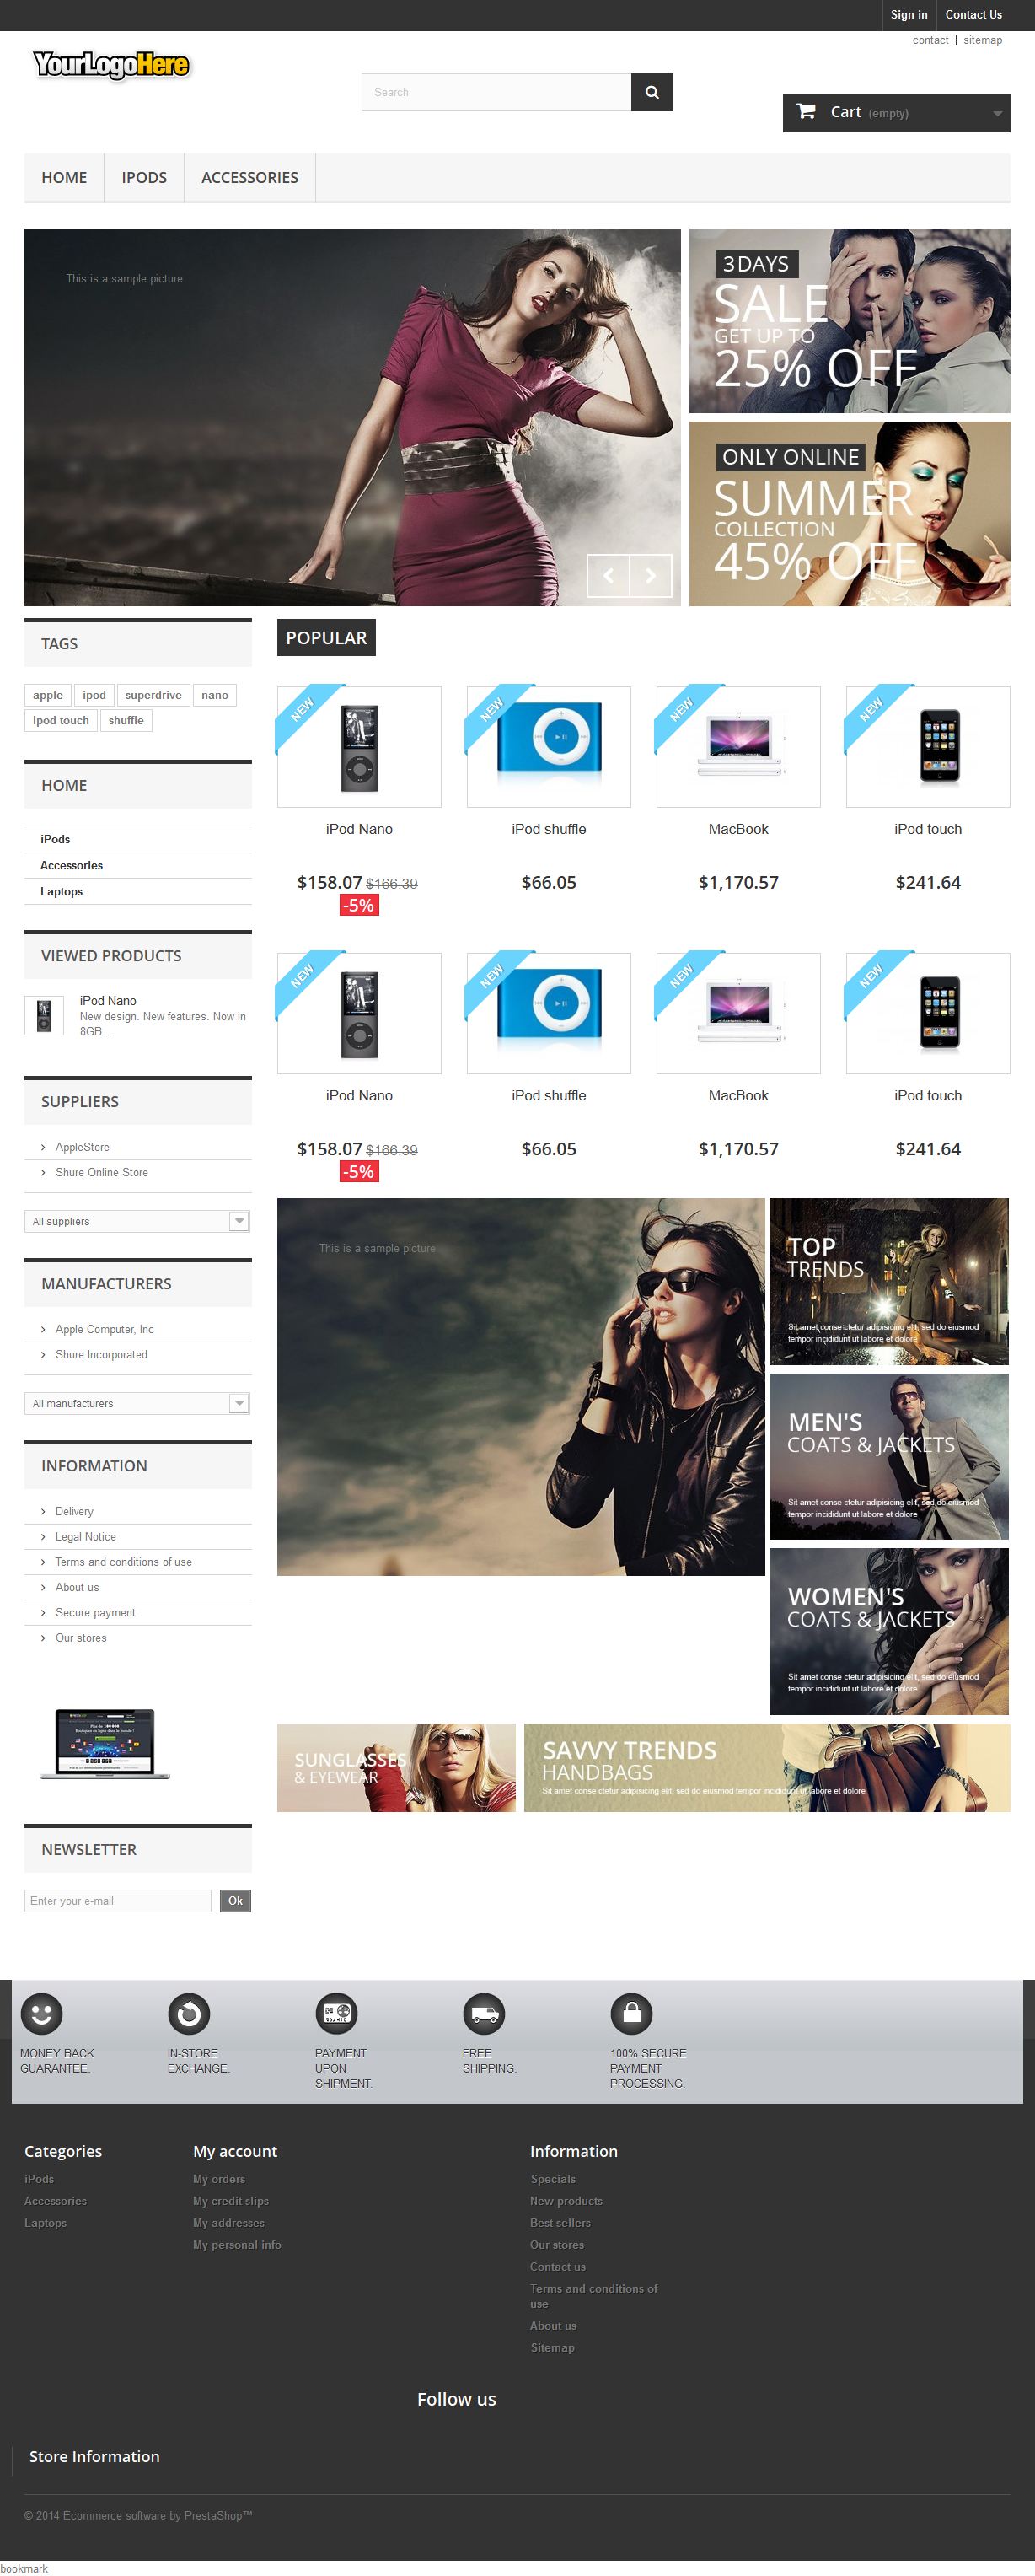 Sign in
Contact Us
contact | sitemap
YourLogoHere
Search
Cart (empty)
HOME
IPODS
ACCESSORIES
This is a sample picture
3 DAYS
SALE
GET UP TO
25% OFF
ONLY ONLINE
SUMMER
COLLECTION
45% OFF
TAGS
apple
ipod
superdrive
nano
Ipod touch
shuffle
HOME
iPods
Accessories
Laptops
VIEWED PRODUCTS
iPod Nano
New design. New features. Now in
8GB...
SUPPLIERS
AppleStore
Shure Online Store
All suppliers
MANUFACTURERS
Apple Computer, Inc
Shure Incorporated
All manufacturers
INFORMATION
Delivery
Legal Notice
Terms and conditions of use
About us
Secure payment
Our stores
NEWSLETTER
Enter your e-mail
Ok
POPULAR
NEW
NEW
NEW
NEW
iPod Nano
iPod shuffle
MacBook
iPod touch
$158.07 $166.39
-5%
$66.05
$1,170.57
$241.64
NEW
NEW
NEW
NEW
iPod Nano
iPod shuffle
MacBook
iPod touch
$158.07 $166.39
-5%
$66.05
$1,170.57
$241.64
This is a sample picture
TOP
TRENDS
Sit amet conse ctetur adipisicing elit, sed do eiusmod
tempor incididunt ut labore et dolore
MEN'S
COATS & JACKETS
Sit amet conse ctetur adipisicing elit, sed do eiusmod
tempor incididunt ut labore et dolore
WOMEN'S
COATS & JACKETS
Sit amet conse ctetur adipisicing elit, sed do eiusmod
tempor incididunt ut labore et dolore
SUNGLASSES
& EYEWEAR
SAVVY TRENDS
HANDBAGS
Sit amet conse ctetur adipisicing elit, sed do eiusmod tempor incididunt ut labore et dolore
MONEY BACK
GUARANTEE.
IN-STORE
EXCHANGE.
PAYMENT
UPON
SHIPMENT.
FREE
SHIPPING.
100% SECURE
PAYMENT
PROCESSING.
Categories
iPods
Accessories
Laptops
My account
My orders
My credit slips
My addresses
My personal info
Information
Specials
New products
Best sellers
Our stores
Contact us
Terms and conditions of
use
About us
Sitemap
Follow us
Store Information
© 2014 Ecommerce software by PrestaShop™
bookmark